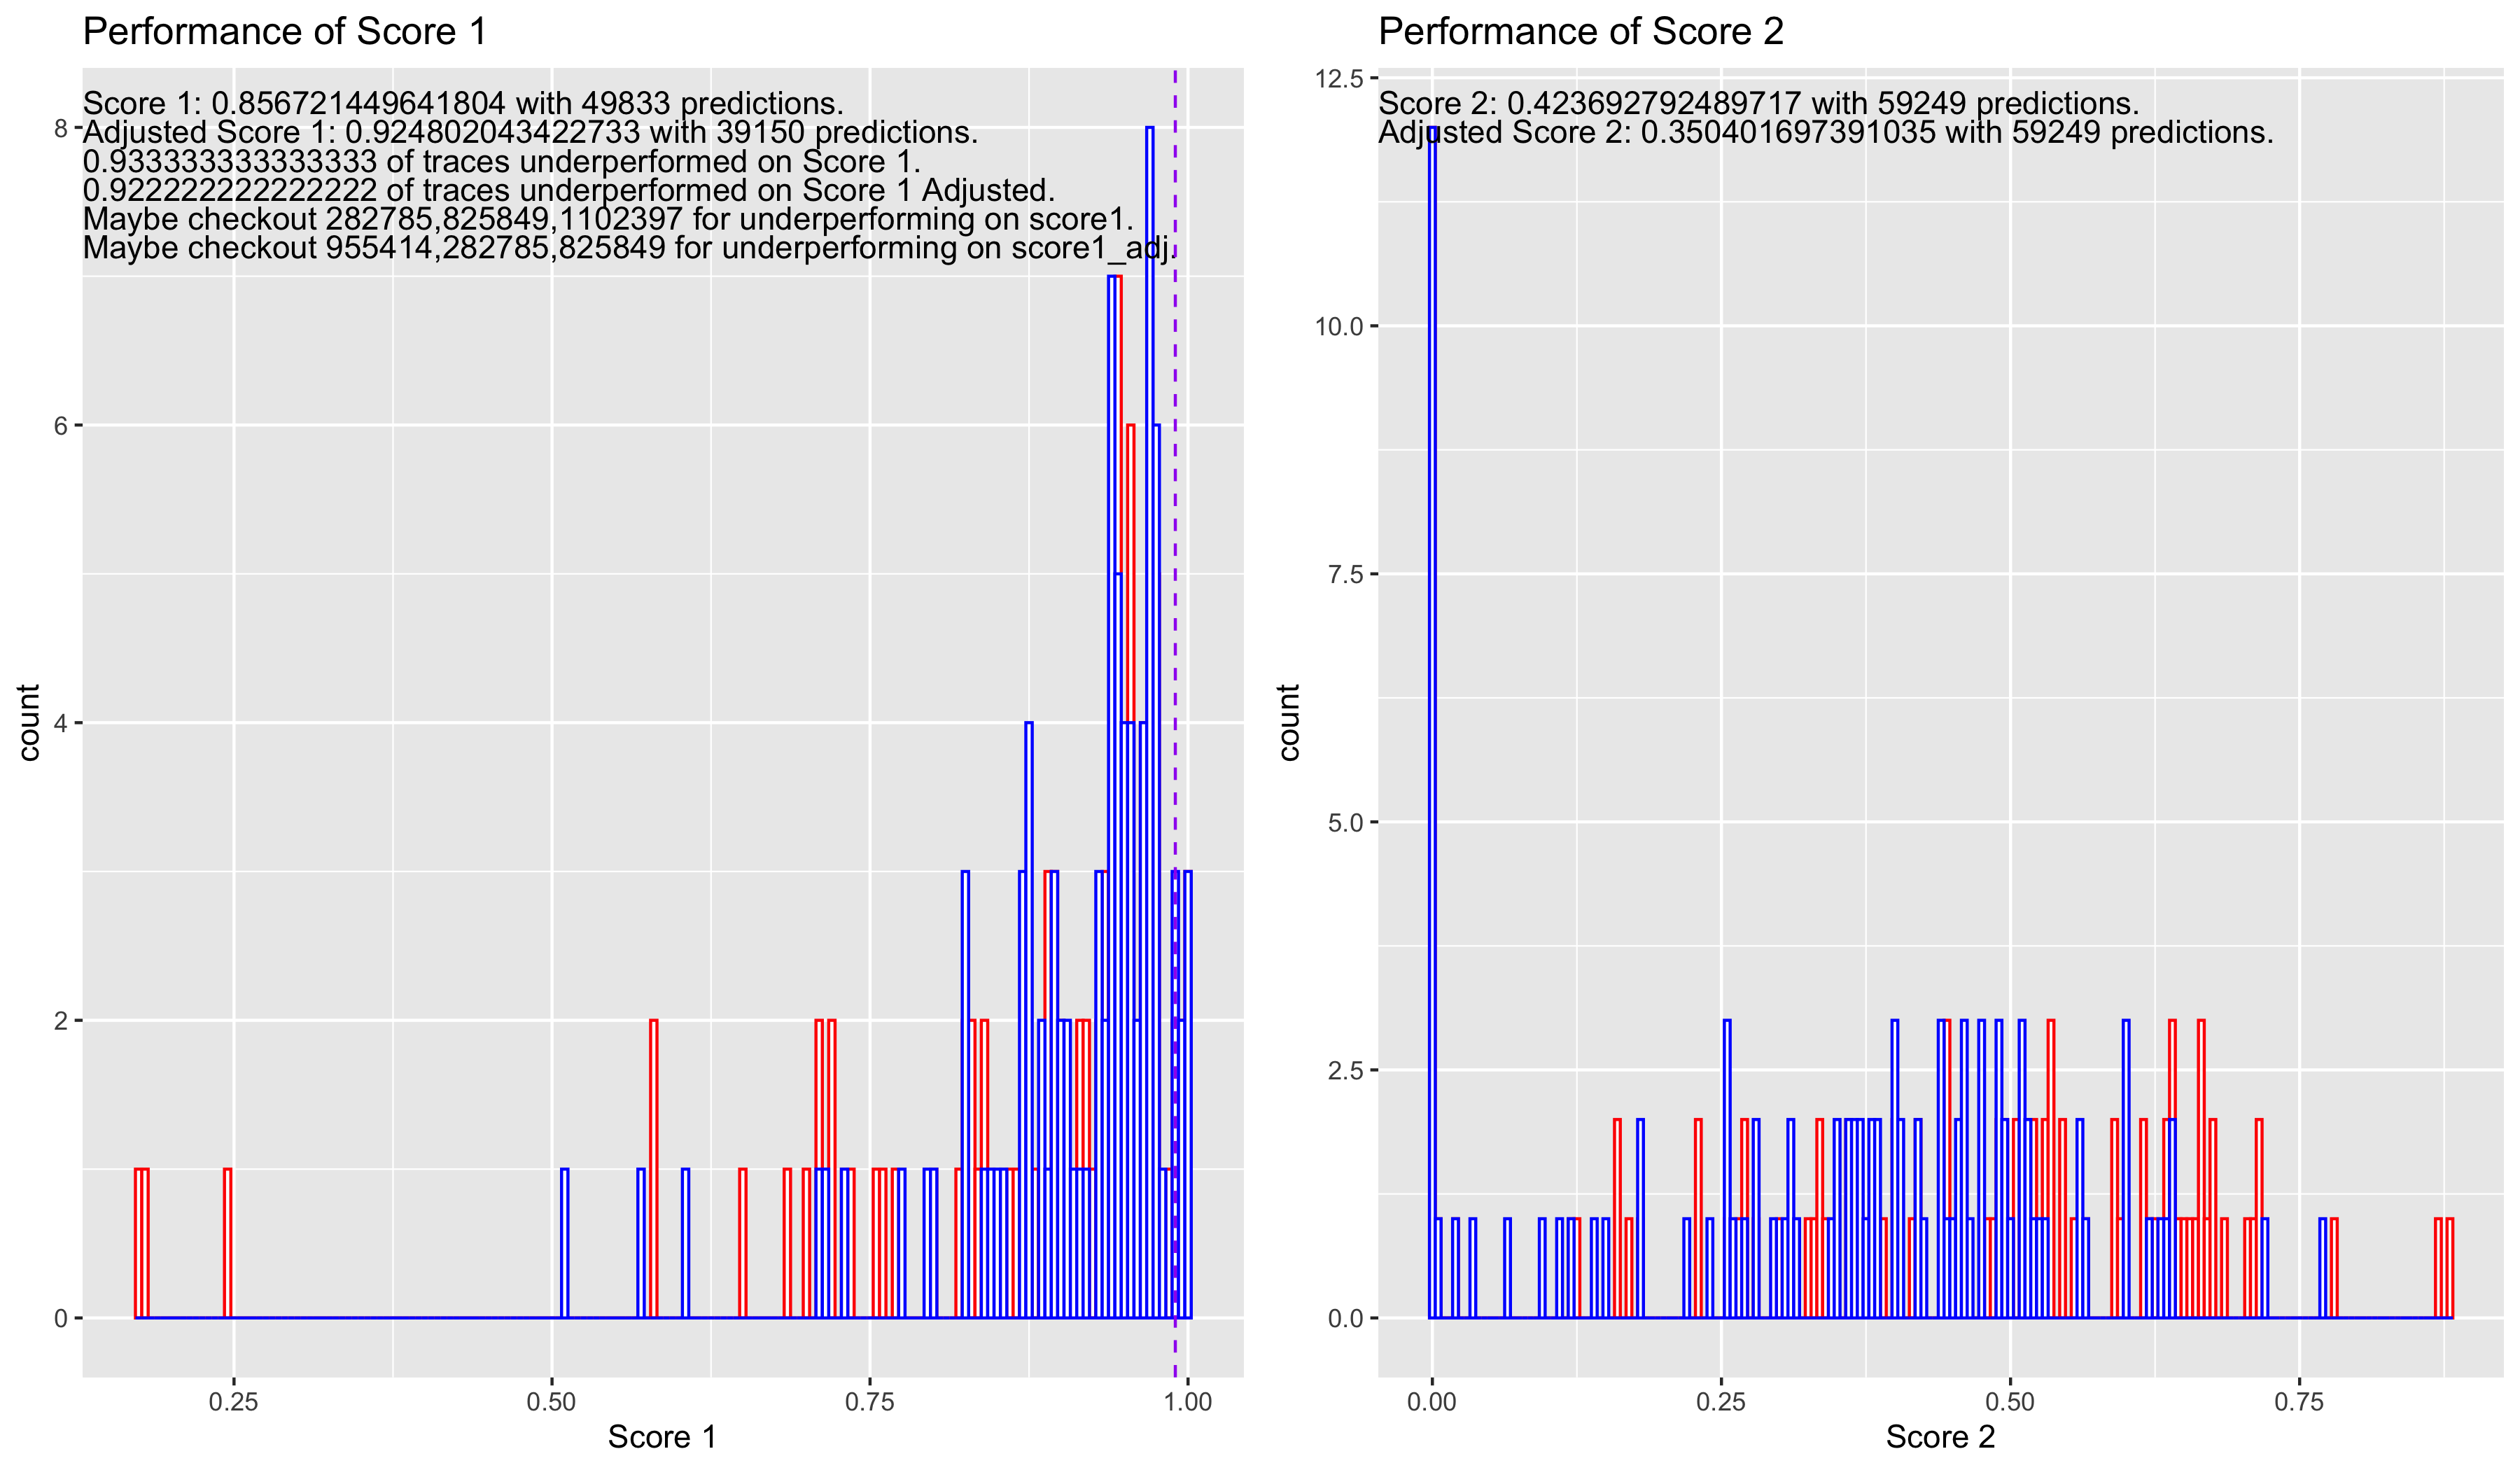 Performance of Score 1
Score 1: 0.856721449641804 with 49833 predictions.
Adjusted Score 1: 0.924802043422733 with 39150 predictions.
0.933333333333333 of traces underperformed on Score 1.
0.922222222222222 of traces underperformed on Score 1 Adjusted.
Maybe checkout 282785,825849,1102397 for underperforming on score1.
Maybe checkout 955414,282785,825849 for underperforming on score1_adj.
8
6
4
2
0
count
0.25 0.50 0.75 1.00
Score 1
Performance of Score 2
Score 2: 0.423692792489717 with 59249 predictions.
Adjusted Score 2: 0.350401697391035 with 59249 predictions.
12.5
10.0
7.5
5.0
2.5
0.0
count
0.00 0.25 0.50 0.75
Score 2